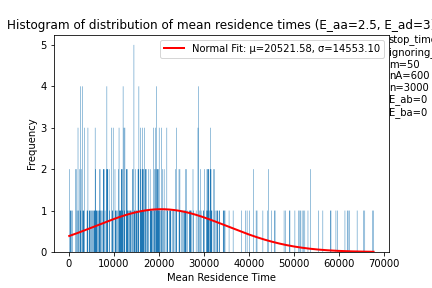 Histogram of distribution of mean residence times (E_aa=2.5, E_ad=3
stop_time
ignoring_
m=50
nA=600
n=3000
E_ab=0
E_ba=0
Normal Fit: μ=20521.58, σ=14553.10
Frequency
5
4
3
2
1
0
0 10000 20000 30000 40000 50000 60000 70000
Mean Residence Time